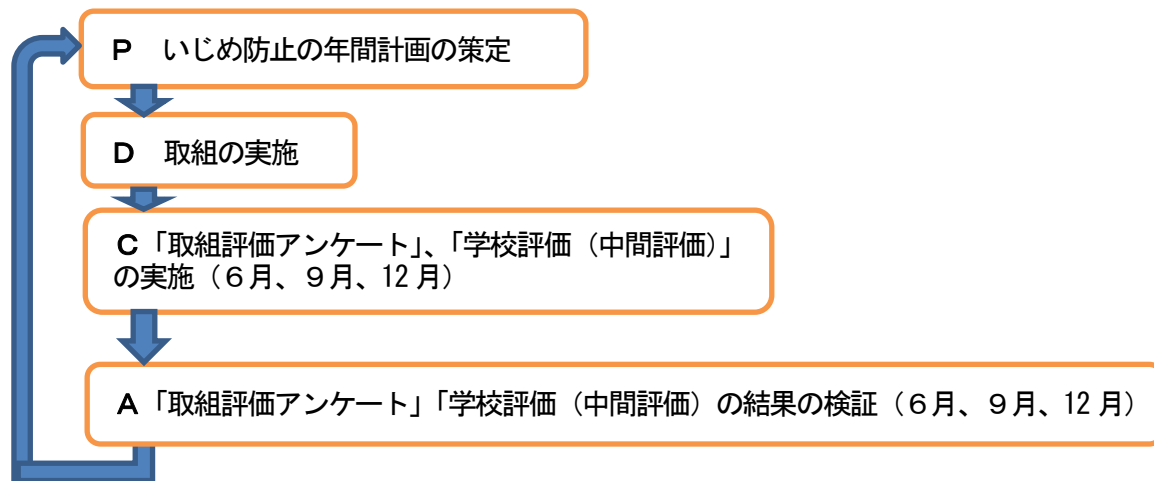 P　いじめ防止の年間計画の策定
D　取組の実施
C「取組評価アンケート」、「学校評価（中間評価）」
の実施（６月、９月、12 月）
A「取組評価アンケート」「学校評価（中間評価）の結果の検証（６月、９月、12 月）